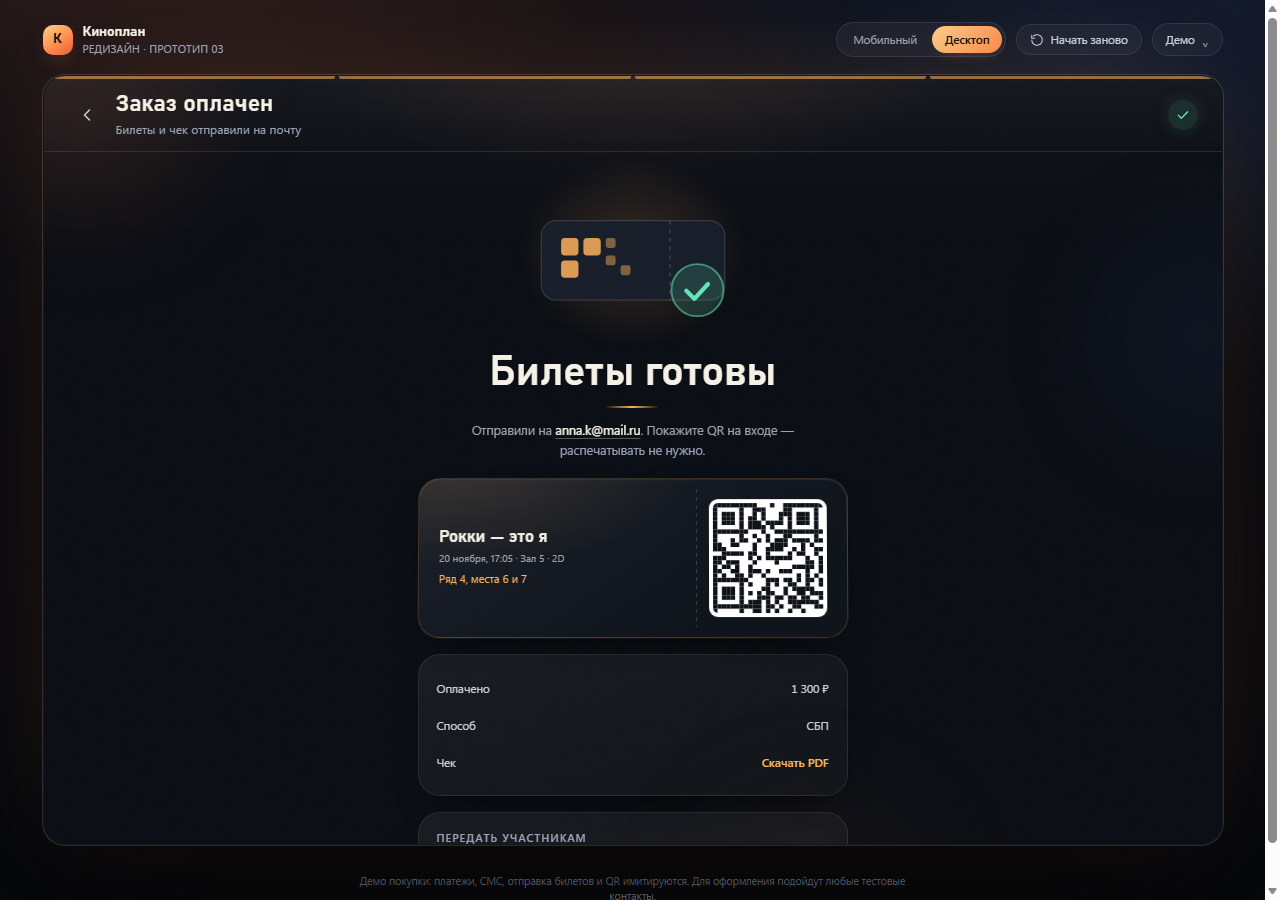 К
Киноплан
РЕДИЗАЙН · ПРОТОТИП 03
Мобильный
Десктоп
Начать заново
Демо
Заказ оплачен
Билеты и чек отправили на почту
Билеты готовы
Отправили на anna.k@mail.ru. Покажите QR на входе —
распечатывать не нужно.
Рокки — это я
20 ноября, 17:05 · Зал 5 · 2D
Ряд 4, места 6 и 7
Оплачено 1 300 ₽
Способ СБП
Чек Скачать PDF
ПЕРЕДАТЬ УЧАСТНИКАМ
Демо покупки: платежи, СМС, отправка билетов и QR имитируются. Для оформления подойдут любые тестовые
контакты.